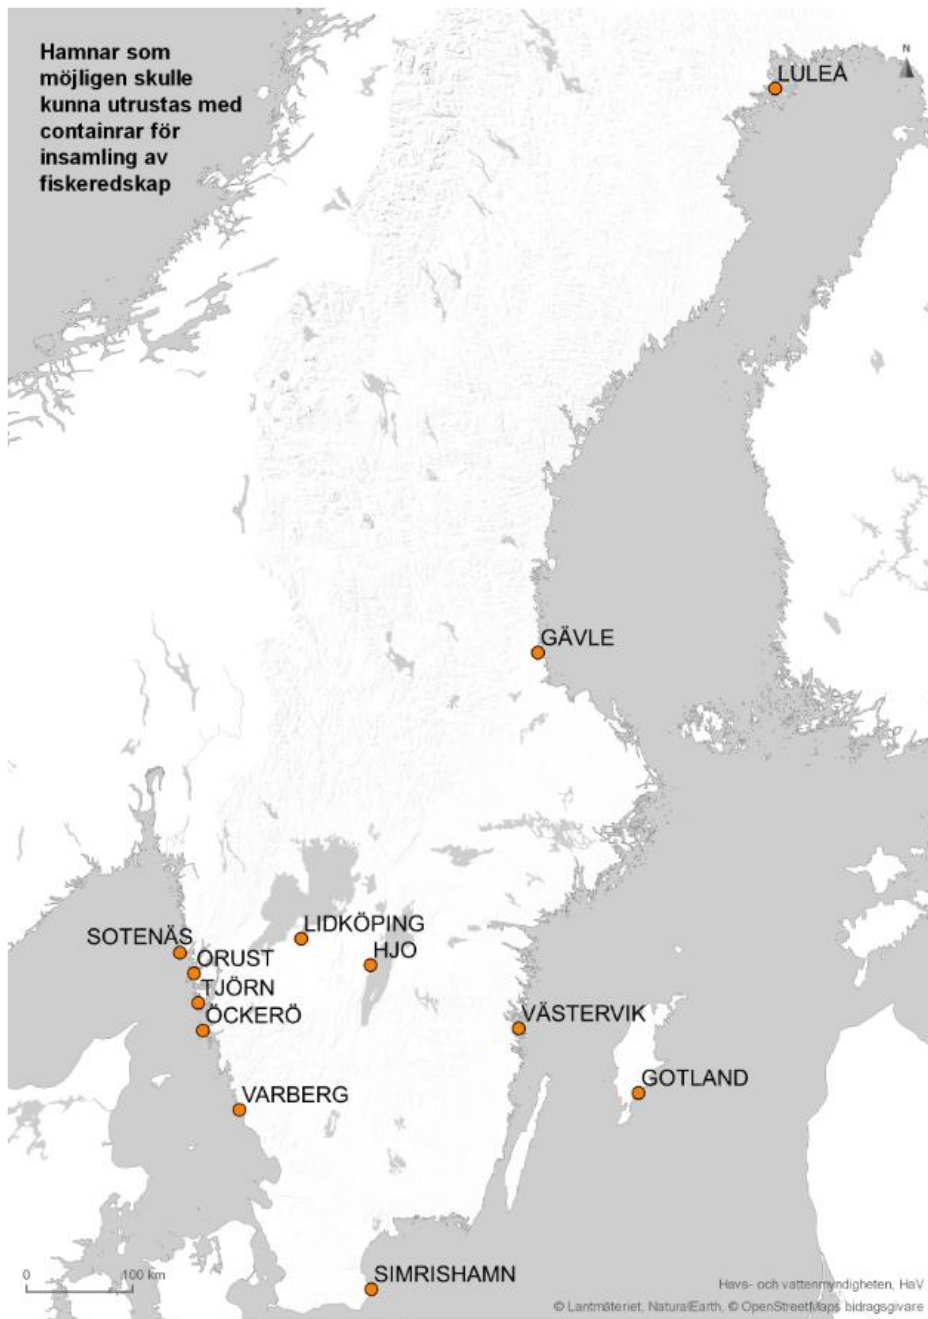 Hamnar som
möjligen skulle
kunna utrustas med
containrar för
insamling av
fiskeredskap
N
LULEÅ
GÄVLE
LIDKÖPING
SOTENÄS
HJO
ORUST
TJÖRN
ÖCKERÖ
VÄSTERVIK
GOTLAND
VARBERG
SIMRISHAMN
0 100 km
Havs- och vattenmyndigheten, HaV
© Lantmäteriet, NaturalEarth, © OpenStreetMaps bidragsgivare